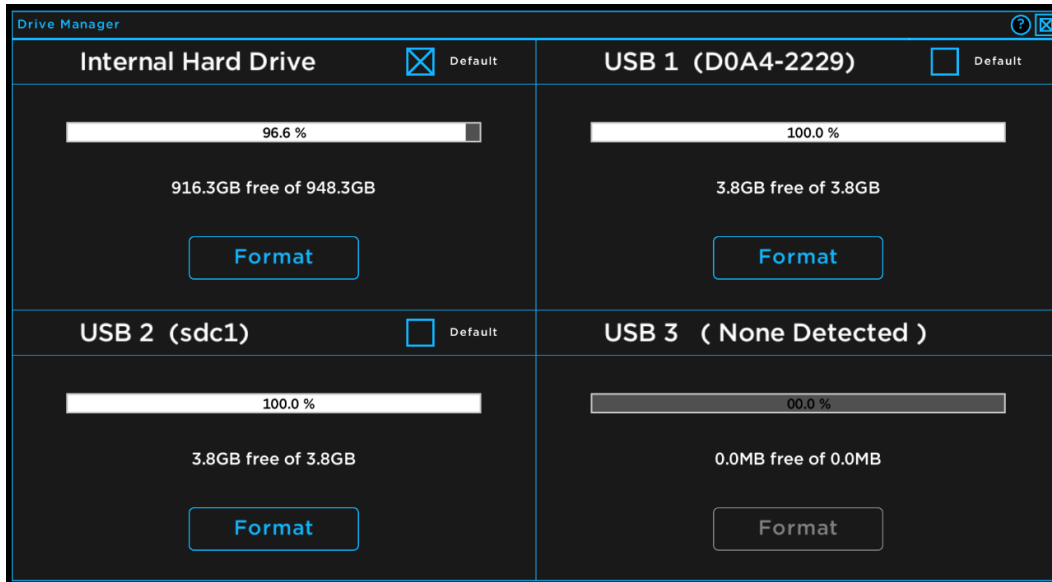 Drive Manager
?
Internal Hard Drive
Default
96.6 %
916.3GB free of 948.3GB
Format
USB 1 (D0A4-2229)
Default
100.0 %
3.8GB free of 3.8GB
Format
USB 2 (sdc1)
Default
100.0 %
3.8GB free of 3.8GB
Format
USB 3 ( None Detected )
00.0 %
0.0MB free of 0.0MB
Format